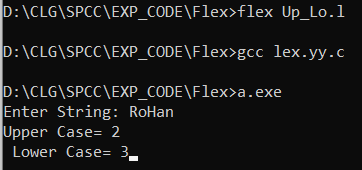 D:\CLG\SPCC\EXP_CODE\Flex>flex Up_Lo.l
D:\CLG\SPCC\EXP_CODE\Flex>gcc lex.yy.c
D:\CLG\SPCC\EXP_CODE\Flex>a.exe
Enter String: RoHan
Upper Case= 2
 Lower Case= 3